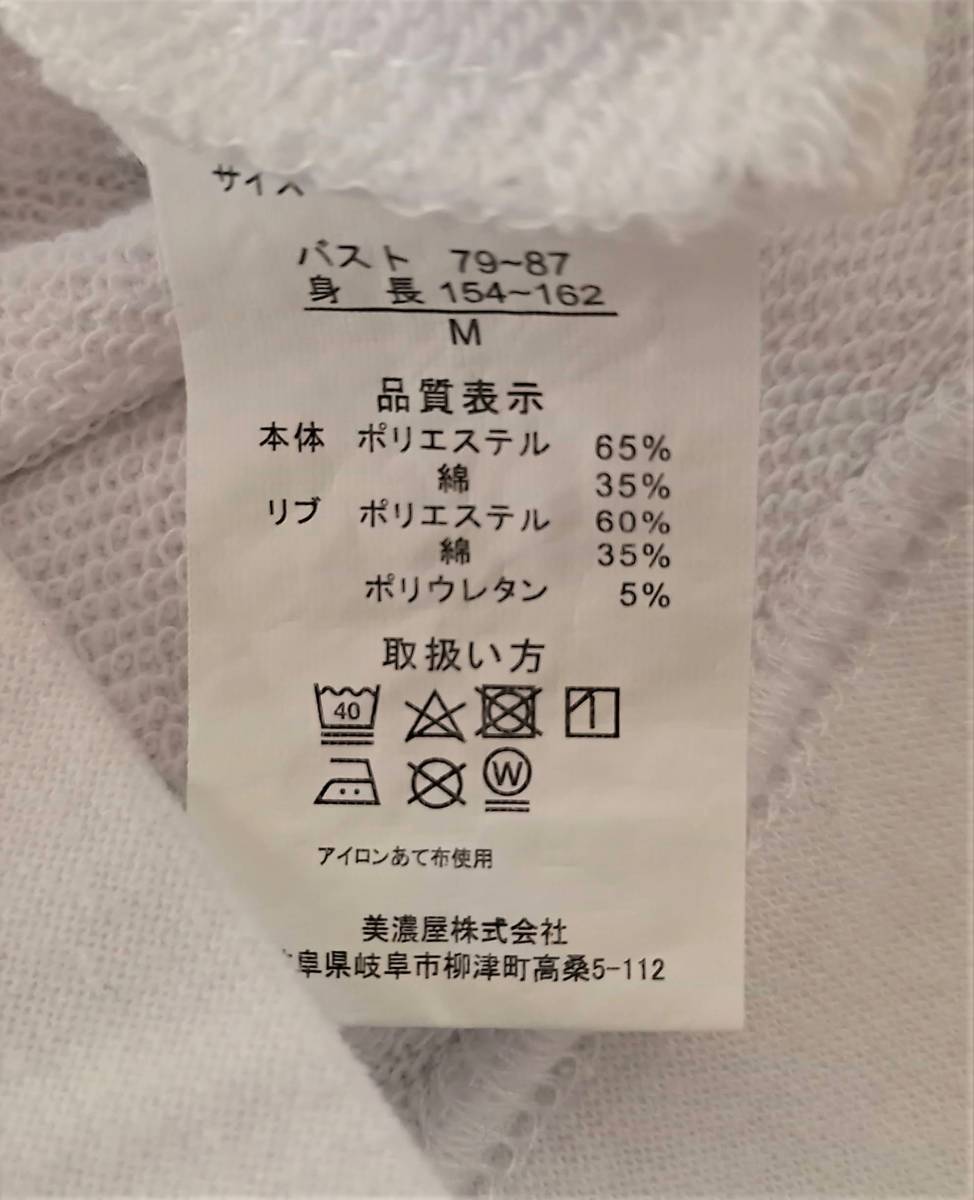 サイズ
バスト 79~87
身 長 154~162
M
品質表示
本体 ポリエステル 65%
綿 35%
リブ ポリエステル 60%
綿 35%
ポリウレタン 5%
取扱い方
40
W
アイロンあて布使用
美濃屋株式会社
阜県岐阜市柳津町高桑5-112